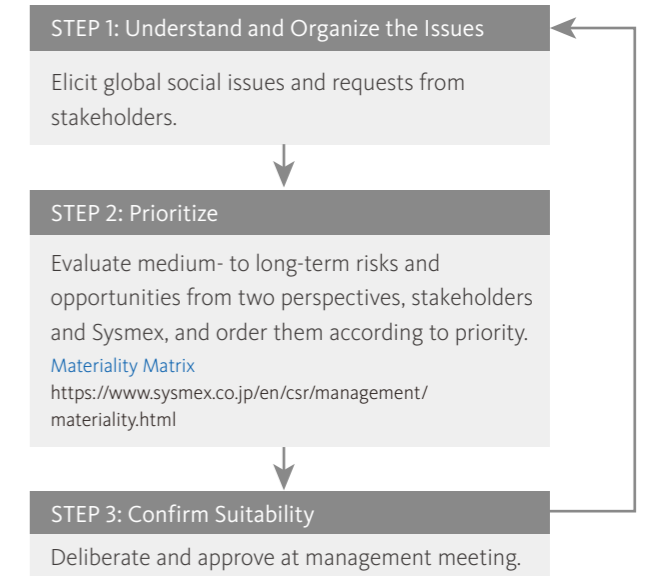 STEP 1: Understand and Organize the Issues
Elicit global social issues and requests from
stakeholders.
STEP 2: Prioritize
Evaluate medium- to long-term risks and
opportunities from two perspectives, stakeholders
and Sysmex, and order them according to priority.
Materiality Matrix
https://www.sysmex.co.jp/en/csr/management/
materiality.html
STEP 3: Confirm Suitability
Deliberate and approve at management meeting.